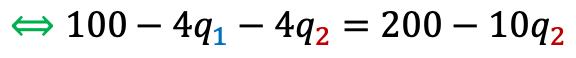 ⟺ 100 − 4q₁ − 4q₂ = 200 − 10q₂